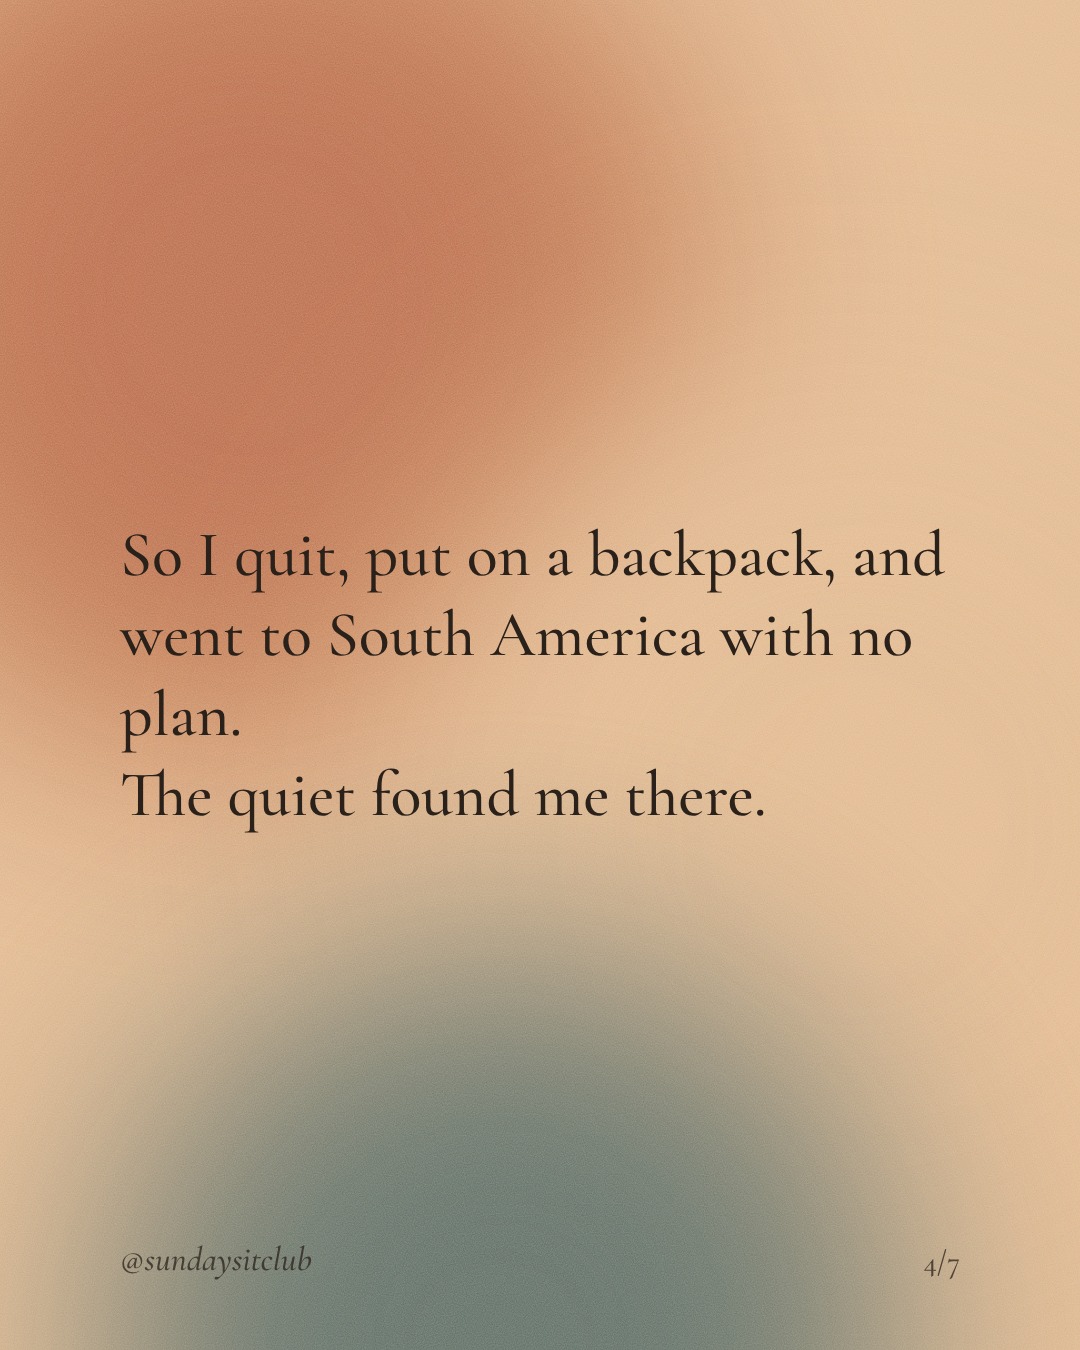 So I quit, put on a backpack, and
went to South America with no
plan.
The quiet found me there.
@sundaysitclub
4/7